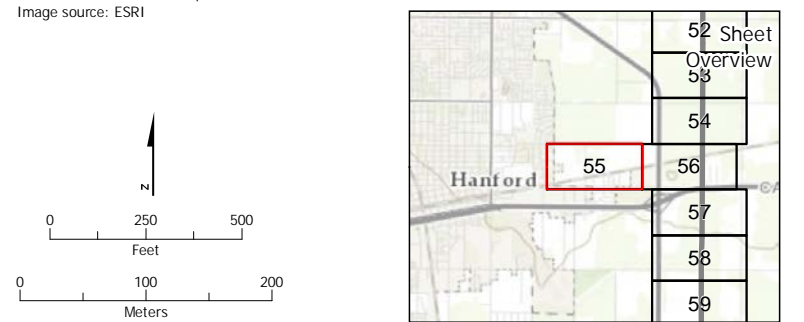 Image source: ESRI
N
0 250 500
Feet
0 100 200
Meters
52 Sheet
Overview
53
54
Hanford 55 56
57
58
59